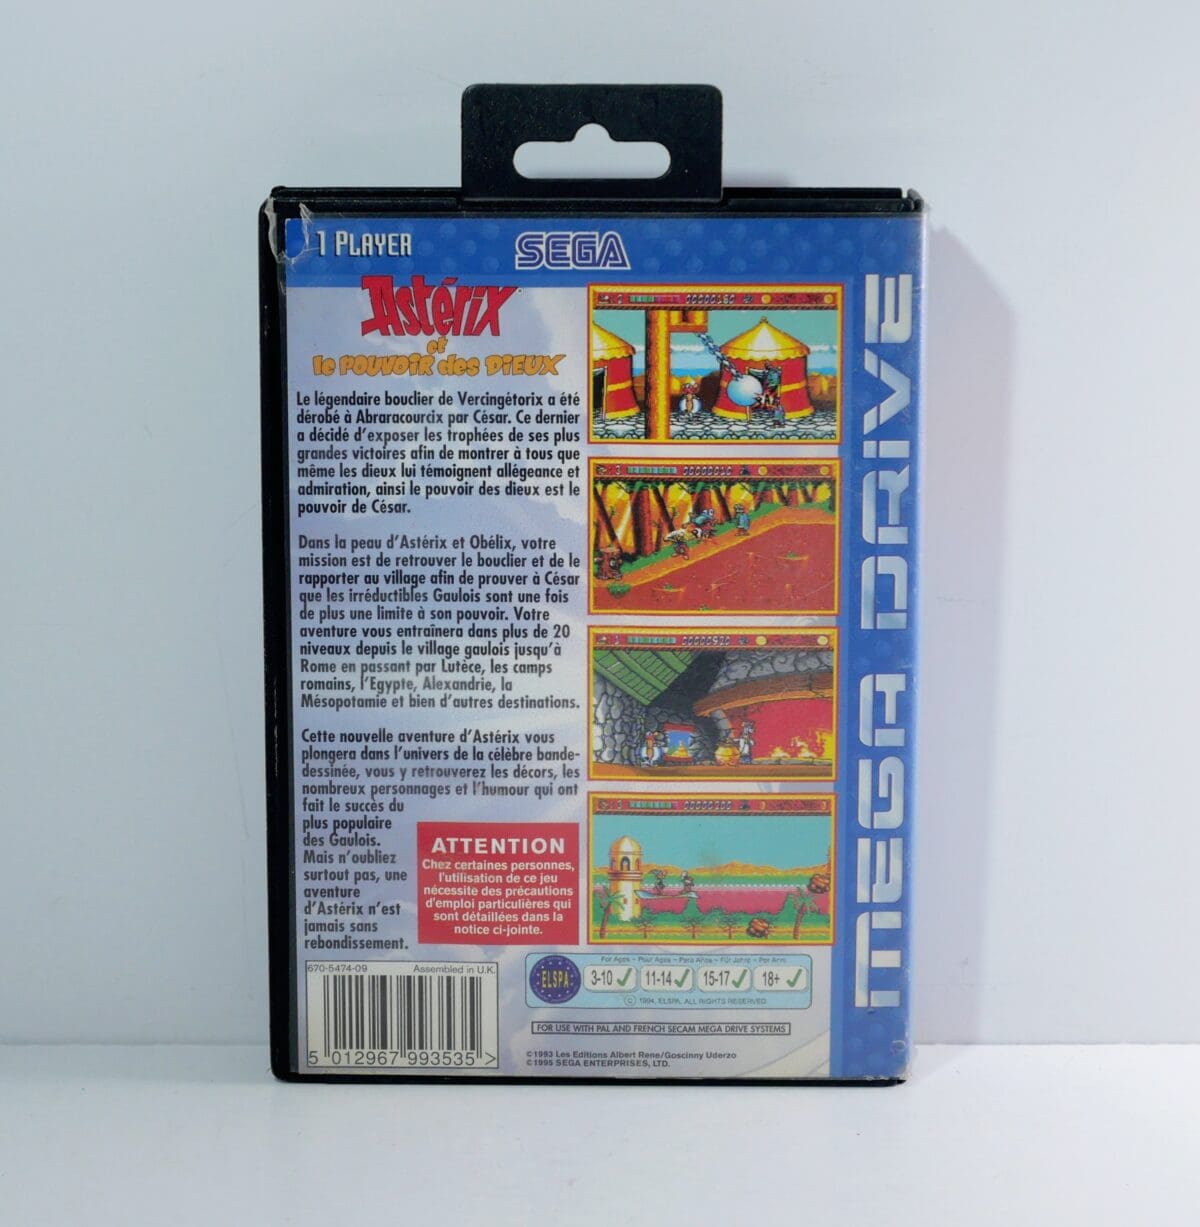 1 PLAYER
SEGA
Astérix
et
le POUVOIR des DIEUX
Le légendaire bouclier de Vercingétorix a été
dérobé à Abraracourcix par César. Ce dernier
a décidé d'exposer les trophées de ses plus
grandes victoires afin de montrer à tous que
même les dieux lui témoignent allégeance et
admiration, ainsi le pouvoir des dieux est le
pouvoir de César.
Dans la peau d'Astérix et Obélix, votre
mission est de retrouver le bouclier et de le
rapporter au village afin de prouver à César
que les irréductibles Gaulois sont une fois
de plus une limite à son pouvoir. Votre
aventure vous entraînera dans plus de 20
niveaux depuis le village gaulois jusqu'à
Rome en passant par Lutèce, les camps
romains, l'Egypte, Alexandrie, la
Mésopotamie et bien d'autres destinations.
Cette nouvelle aventure d'Astérix vous
plongera dans l'univers de la célèbre bande-
dessinée, vous y retrouverez les décors, les
nombreux personnages et l'humour qui ont
fait le succès du
plus populaire
des Gaulois.
Mais n'oubliez
surtout pas, une
aventure
d'Astérix n'est
jamais sans
rebondissement.
ATTENTION
Chez certaines personnes,
l'utilisation de ce jeu
nécessite des précautions
d'emploi particulières qui
sont détaillées dans la
notice ci-jointe.
670-5474-09 Assembled in U.K.
5 012967 993535 >
ELSPA
For Ages - Pour Ages - Para Años - Für Jahre - Per Anni
3-10 11-14 15-17 18+
© 1994, ELSPA, ALL RIGHTS RESERVED.
FOR USE WITH PAL AND FRENCH SECAM MEGA DRIVE SYSTEMS
©1993 Les Editions Albert Rene/Goscinny Uderzo
©1995 SEGA ENTERPRISES, LTD.
MEGA DRIVE